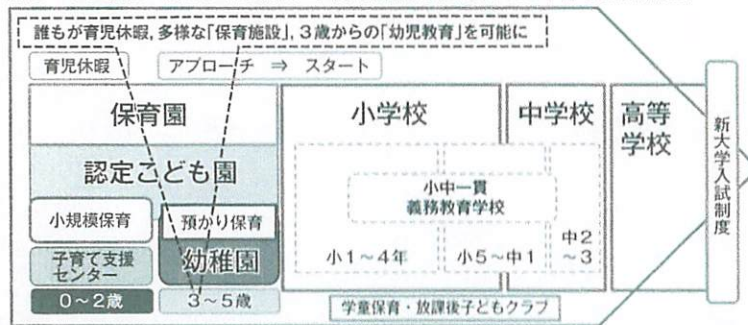 誰もが育児休暇,多様な「保育施設」,3歳からの「幼児教育」を可能に
育児休暇
アプローチ ⇒ スタート
保育園
小学校
中学校
高等
学校
新大学入試制度
認定こども園
小中一貫
義務教育学校
小規模保育
預かり保育
子育て支援
センター
幼稚園
小1～4年
小5～中1
中2
～3
0～2歳
3～5歳
学童保育・放課後子どもクラブ